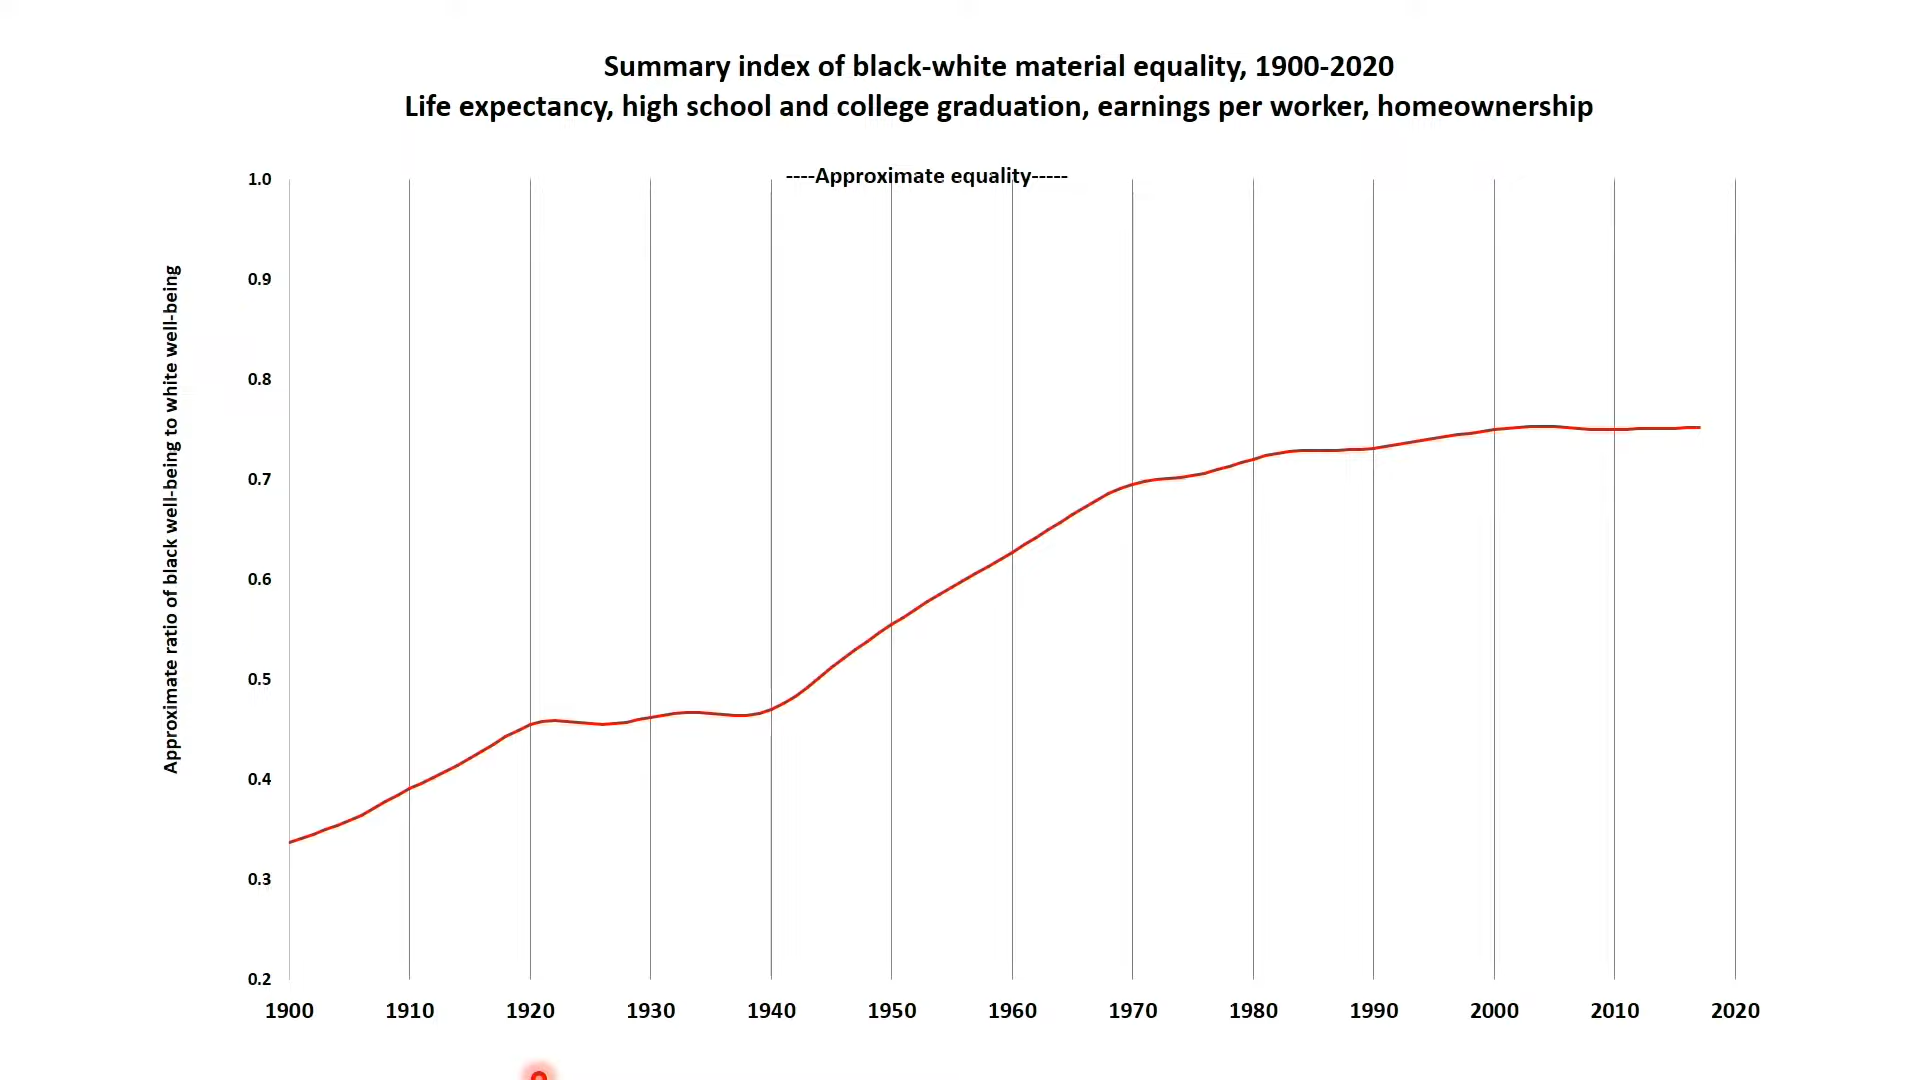 Summary index of black-white material equality, 1900-2020
Life expectancy, high school and college graduation, earnings per worker, homeownership
----Approximate equality-----
Approximate ratio of black well-being to white well-being
1.0
0.9
0.8
0.7
0.6
0.5
0.4
0.3
0.2
1900 1910 1920 1930 1940 1950 1960 1970 1980 1990 2000 2010 2020